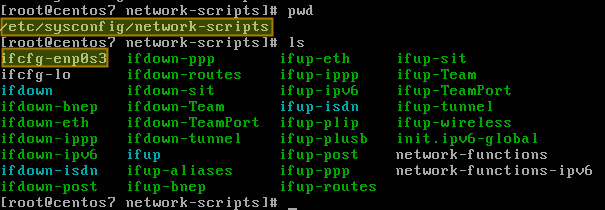 [root@centos7 network-scripts]# pwd
/etc/sysconfig/network-scripts
[root@centos7 network-scripts]# ls
ifcfg-enp0s3 ifdown-ppp ifup-eth ifup-sit
ifcfg-lo ifdown-routes ifup-ippp ifup-Team
ifdown ifdown-sit ifup-ipv6 ifup-TeamPort
ifdown-bnep ifdown-Team ifup-isdn ifup-tunnel
ifdown-eth ifdown-TeamPort ifup-plip ifup-wireless
ifdown-ippp ifdown-tunnel ifup-plusb init.ipv6-global
ifdown-ipv6 ifup ifup-post network-functions
ifdown-isdn ifup-aliases ifup-ppp network-functions-ipv6
ifdown-post ifup-bnep ifup-routes
[root@centos7 network-scripts]# _